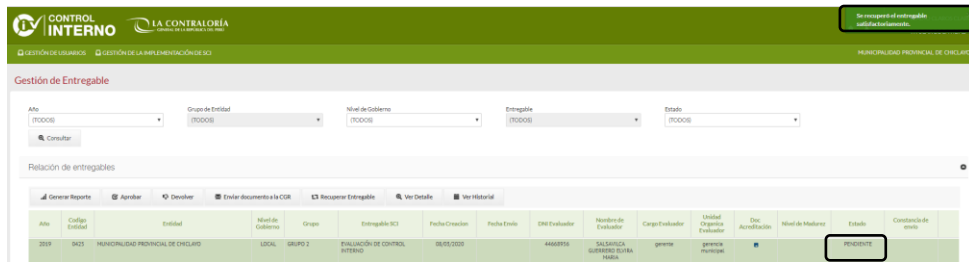 CONTROL INTERNO
LA CONTRALORÍA
GENERAL DE LA REPÚBLICA DEL PERÚ
Se recuperó el entregable satisfactoriamente.
GESTIÓN DE USUARIOS GESTIÓN DE LA IMPLEMENTACIÓN DE SCI MUNICIPALIDAD PROVINCIAL DE CHICLAYO
Gestión de Entregable
Año Grupo de Entidad Nivel de Gobierno Entregable Estado
(TODOS) (TODOS) (TODOS) (TODOS) (TODOS)
Consultar
Relación de entregables
Generar Reporte Aprobar Devolver Enviar documento a la CGR Recuperar Entregable Ver Detalle Ver Historial
Año Codigo Entidad Entidad Nivel de Gobierno Grupo Entregable SCI Fecha Creacion Fecha Envio DNI Evaluador Nombre de Evaluador Cargo Evaluador Unidad Organica Evaluador Doc Acreditación Nivel de Madurez Estado Constancia de envio
2019 0425 MUNICIPALIDAD PROVINCIAL DE CHICLAYO LOCAL GRUPO 2 EVALUACIÓN DE CONTROL INTERNO 08/05/2020 44668956 GUERRERO ELVIRA MARIA gerente gerencia municipal PENDIENTE